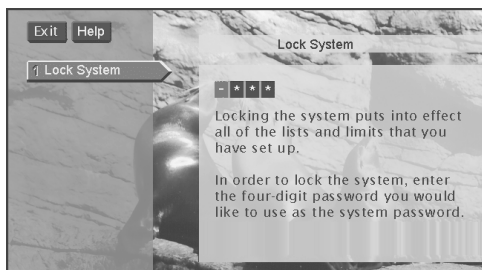 Exit Help
Lock System
1 Lock System
- * * *
Locking the system puts into effect
all of the lists and limits that you
have set up.
In order to lock the system, enter
the four-digit password you would
like to use as the system password.